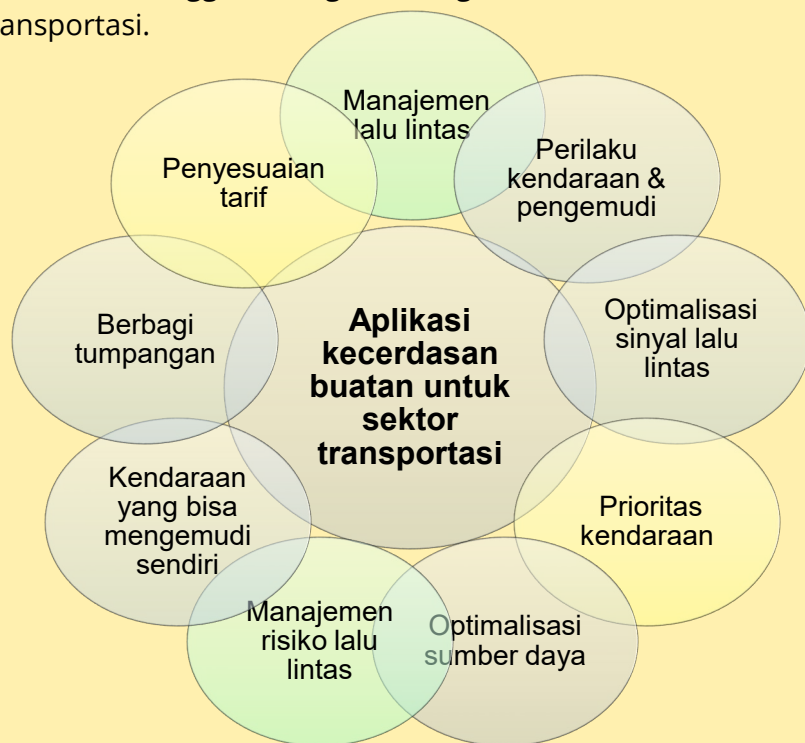 transportasi.
Manajemen
lalu lintas
Perilaku
kendaraan &
pengemudi
Optimalisasi
sinyal lalu
lintas
Prioritas
kendaraan
Optimalisasi
sumber daya
Manajemen
risiko lalu
lintas
Kendaraan
yang bisa
mengemudi
sendiri
Berbagi
tumpangan
Penyesuaian
tarif
Aplikasi
kecerdasan
buatan untuk
sektor
transportasi